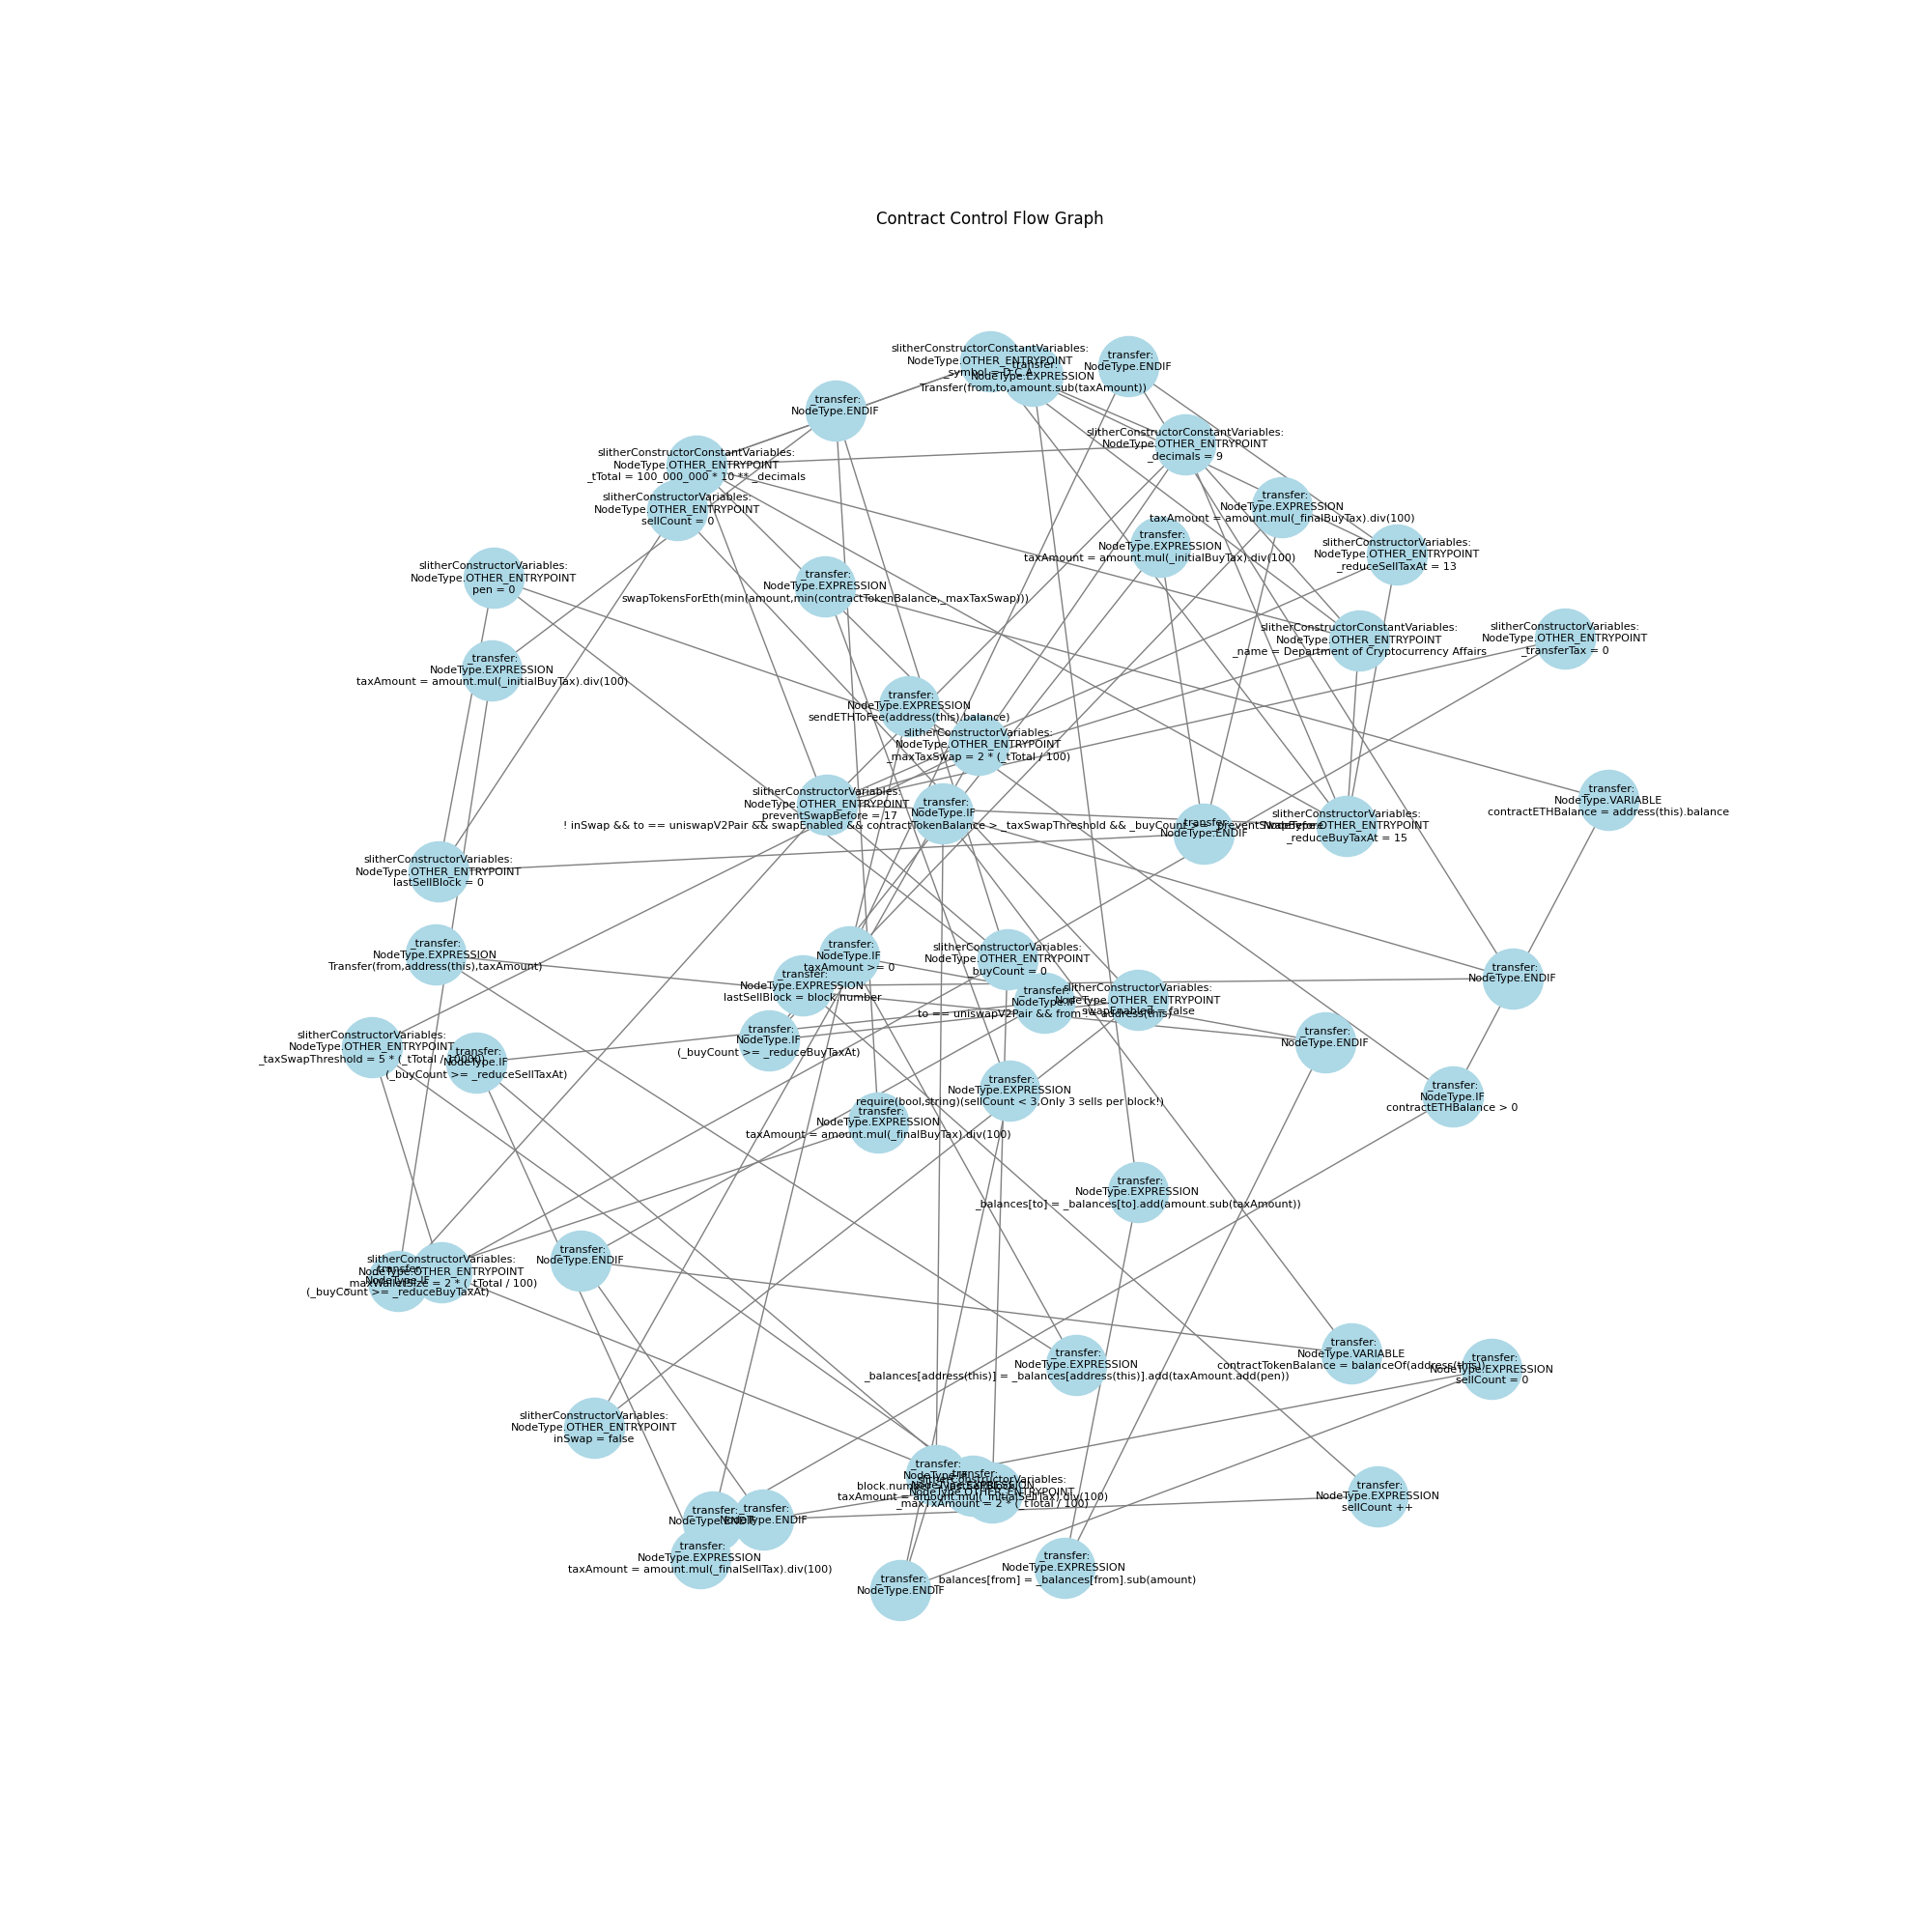 Contract Control Flow Graph
slitherConstructorConstantVariables:
NodeType.OTHER_ENTRYPOINT
_transfer:
NodeType.EXPRESSION
Transfer(from,to,amount.sub(taxAmount))
_transfer:
NodeType.ENDIF
_transfer:
NodeType.ENDIF
slitherConstructorConstantVariables:
NodeType.OTHER_ENTRYPOINT
_decimals = 9
slitherConstructorConstantVariables:
NodeType.OTHER_ENTRYPOINT
_tTotal = 100_000_000 * 10 ** _decimals
slitherConstructorVariables:
NodeType.OTHER_ENTRYPOINT
sellCount = 0
_transfer:
NodeType.EXPRESSION
taxAmount = amount.mul(_finalBuyTax).div(100)
_transfer:
NodeType.EXPRESSION
taxAmount = amount.mul(_initialBuyTax).div(100)
slitherConstructorVariables:
NodeType.OTHER_ENTRYPOINT
_reduceSellTaxAt = 13
slitherConstructorVariables:
NodeType.OTHER_ENTRYPOINT
pen = 0
_transfer:
NodeType.EXPRESSION
swapTokensForEth(min(amount,min(contractTokenBalance,_maxTaxSwap)))
slitherConstructorConstantVariables:
NodeType.OTHER_ENTRYPOINT
_name = Department of Cryptocurrency Affairs
slitherConstructorVariables:
NodeType.OTHER_ENTRYPOINT
_transferTax = 0
_transfer:
NodeType.EXPRESSION
taxAmount = amount.mul(_initialBuyTax).div(100)
_transfer:
NodeType.EXPRESSION
sendETHToFee(address(this).balance)
slitherConstructorVariables:
NodeType.OTHER_ENTRYPOINT
_maxTaxSwap = 2 * (_tTotal / 100)
slitherConstructorVariables:
NodeType.OTHER_ENTRYPOINT
_preventSwapBefore = 17
_transfer:
NodeType.IF
! inSwap && to == uniswapV2Pair && swapEnabled && contractTokenBalance > _taxSwapThreshold && _buyCount >= _preventSwapBefore
_transfer:
NodeType.ENDIF
slitherConstructorVariables:
NodeType.OTHER_ENTRYPOINT
_reduceBuyTaxAt = 15
_transfer:
NodeType.VARIABLE
contractETHBalance = address(this).balance
slitherConstructorVariables:
NodeType.OTHER_ENTRYPOINT
lastSellBlock = 0
_transfer:
NodeType.EXPRESSION
Transfer(from,address(this),taxAmount)
_transfer:
NodeType.IF
taxAmount >= 0
slitherConstructorVariables:
NodeType.OTHER_ENTRYPOINT
_buyCount = 0
_transfer:
NodeType.EXPRESSION
lastSellBlock = block.number
_transfer:
NodeType.IF
to == uniswapV2Pair && from != address(this)
slitherConstructorVariables:
NodeType.OTHER_ENTRYPOINT
swapEnabled = false
_transfer:
NodeType.ENDIF
_transfer:
NodeType.IF
(_buyCount >= _reduceBuyTaxAt)
_transfer:
NodeType.ENDIF
slitherConstructorVariables:
NodeType.OTHER_ENTRYPOINT
_taxSwapThreshold = 5 * (_tTotal / 10000)
_transfer:
NodeType.IF
(_buyCount >= _reduceSellTaxAt)
_transfer:
NodeType.IF
contractETHBalance > 0
_transfer:
NodeType.EXPRESSION
require(bool,string)(sellCount < 3,Only 3 sells per block!)
_transfer:
NodeType.EXPRESSION
taxAmount = amount.mul(_finalBuyTax).div(100)
_transfer:
NodeType.EXPRESSION
_balances[to] = _balances[to].add(amount.sub(taxAmount))
slitherConstructorVariables:
NodeType.OTHER_ENTRYPOINT
_maxWalletSize = 2 * (_tTotal / 100)
_transfer:
NodeType.IF
(_buyCount >= _reduceBuyTaxAt)
_transfer:
NodeType.ENDIF
_transfer:
NodeType.VARIABLE
contractTokenBalance = balanceOf(address(this))
_transfer:
NodeType.EXPRESSION
sellCount = 0
_transfer:
NodeType.EXPRESSION
_balances[address(this)] = _balances[address(this)].add(taxAmount.add(pen))
slitherConstructorVariables:
NodeType.OTHER_ENTRYPOINT
inSwap = false
_transfer:
NodeType.IF
_transfer:
NodeType.EXPRESSION
taxAmount = amount.mul(_initialSellTax).div(100)
slitherConstructorVariables:
NodeType.OTHER_ENTRYPOINT
_maxTxAmount = 2 * (_tTotal / 100)
_transfer:
NodeType.EXPRESSION
sellCount ++
_transfer:
NodeType.ENDIF
_transfer:
NodeType.ENDIF
_transfer:
NodeType.EXPRESSION
taxAmount = amount.mul(_finalSellTax).div(100)
_transfer:
NodeType.ENDIF
_transfer:
NodeType.EXPRESSION
_balances[from] = _balances[from].sub(amount)